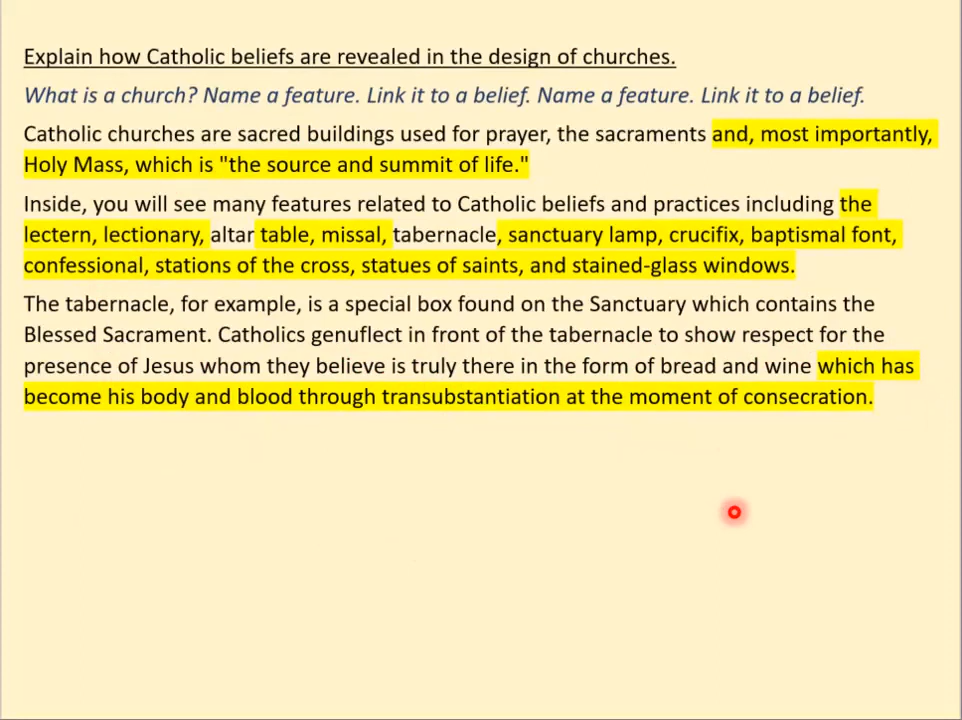 Explain how Catholic beliefs are revealed in the design of churches.
What is a church? Name a feature. Link it to a belief. Name a feature. Link it to a belief.
Catholic churches are sacred buildings used for prayer, the sacraments and, most importantly,
Holy Mass, which is "the source and summit of life."
Inside, you will see many features related to Catholic beliefs and practices including the
lectern, lectionary, altar table, missal, tabernacle, sanctuary lamp, crucifix, baptismal font,
confessional, stations of the cross, statues of saints, and stained-glass windows.
The tabernacle, for example, is a special box found on the Sanctuary which contains the
Blessed Sacrament. Catholics genuflect in front of the tabernacle to show respect for the
presence of Jesus whom they believe is truly there in the form of bread and wine which has
become his body and blood through transubstantiation at the moment of consecration.